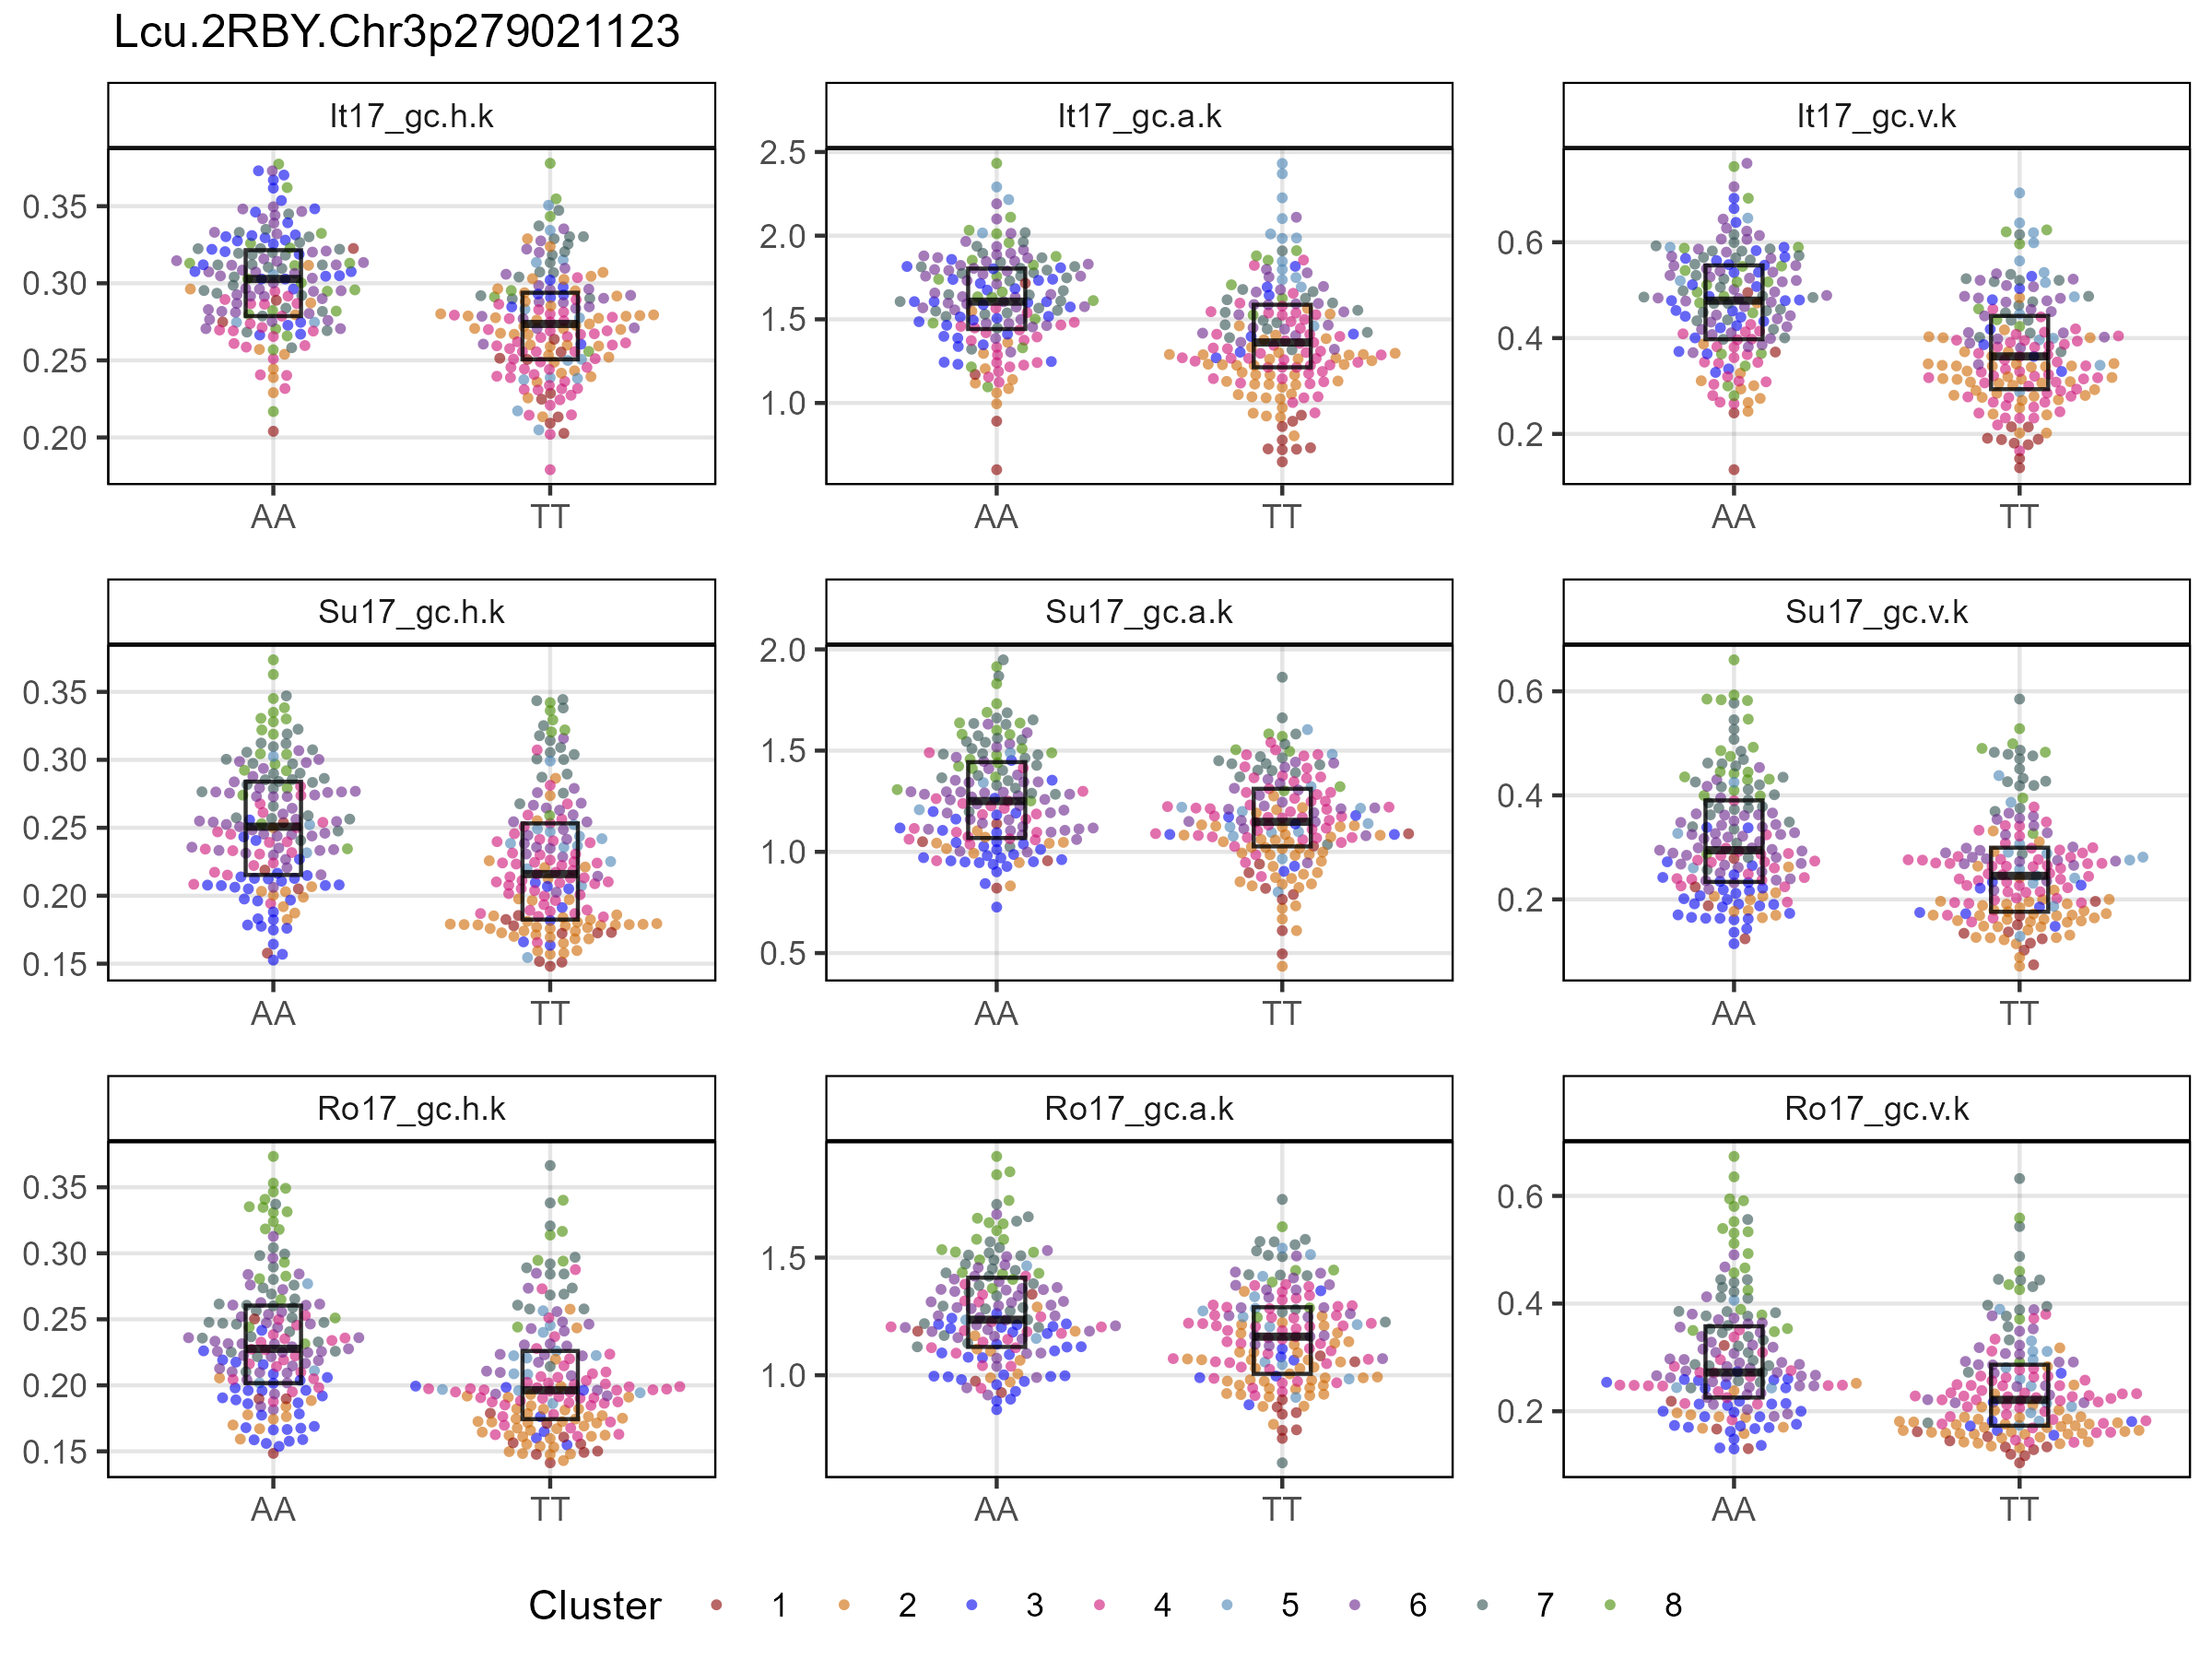 Lcu.2RBY.Chr3p279021123
It17_gc.h.k
It17_gc.a.k
It17_gc.v.k
0.35
0.30
0.25
0.20
AA
TT
2.5
2.0
1.5
1.0
AA
TT
0.6
0.4
0.2
AA
TT
Su17_gc.h.k
Su17_gc.a.k
Su17_gc.v.k
0.35
0.30
0.25
0.20
0.15
AA
TT
2.0
1.5
1.0
0.5
AA
TT
0.6
0.4
0.2
AA
TT
Ro17_gc.h.k
Ro17_gc.a.k
Ro17_gc.v.k
0.35
0.30
0.25
0.20
0.15
AA
TT
1.5
1.0
AA
TT
0.6
0.4
0.2
AA
TT
Cluster 1 2 3 4 5 6 7 8